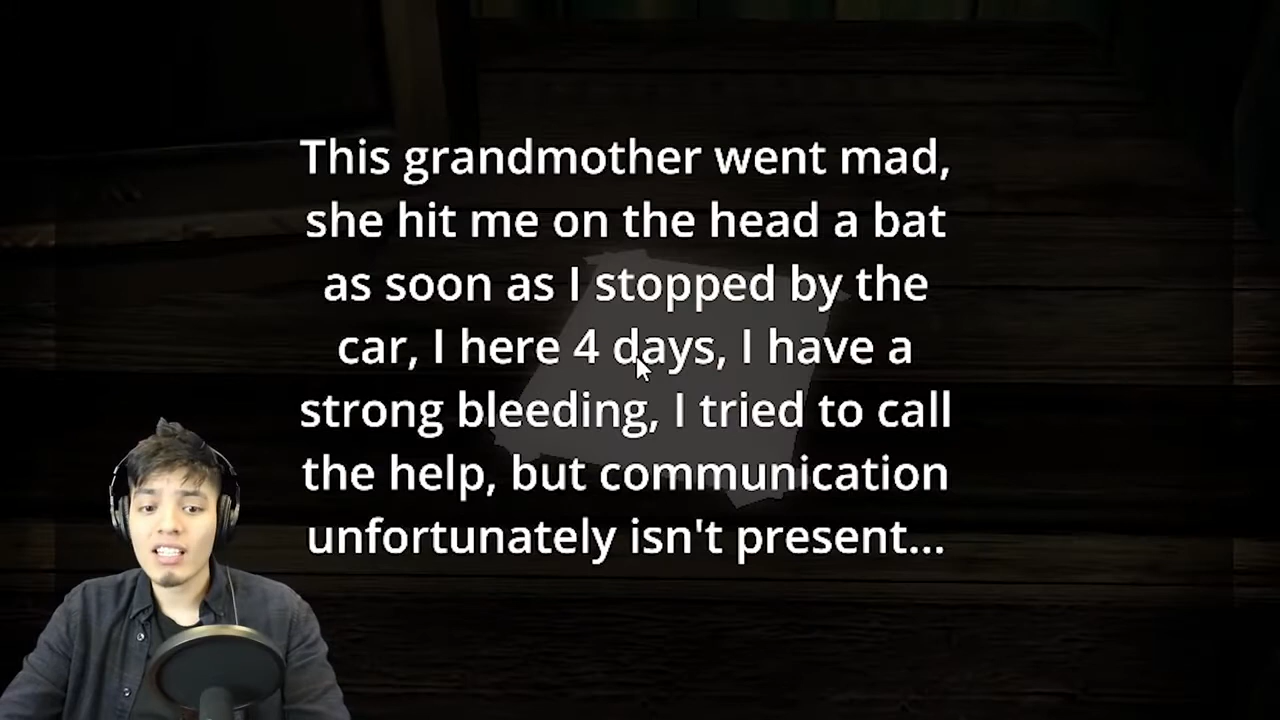 This grandmother went mad,
she hit me on the head a bat
as soon as I stopped by the
car, I here 4 days, I have a
strong bleeding, I tried to call
the help, but communication
unfortunately isn't present...